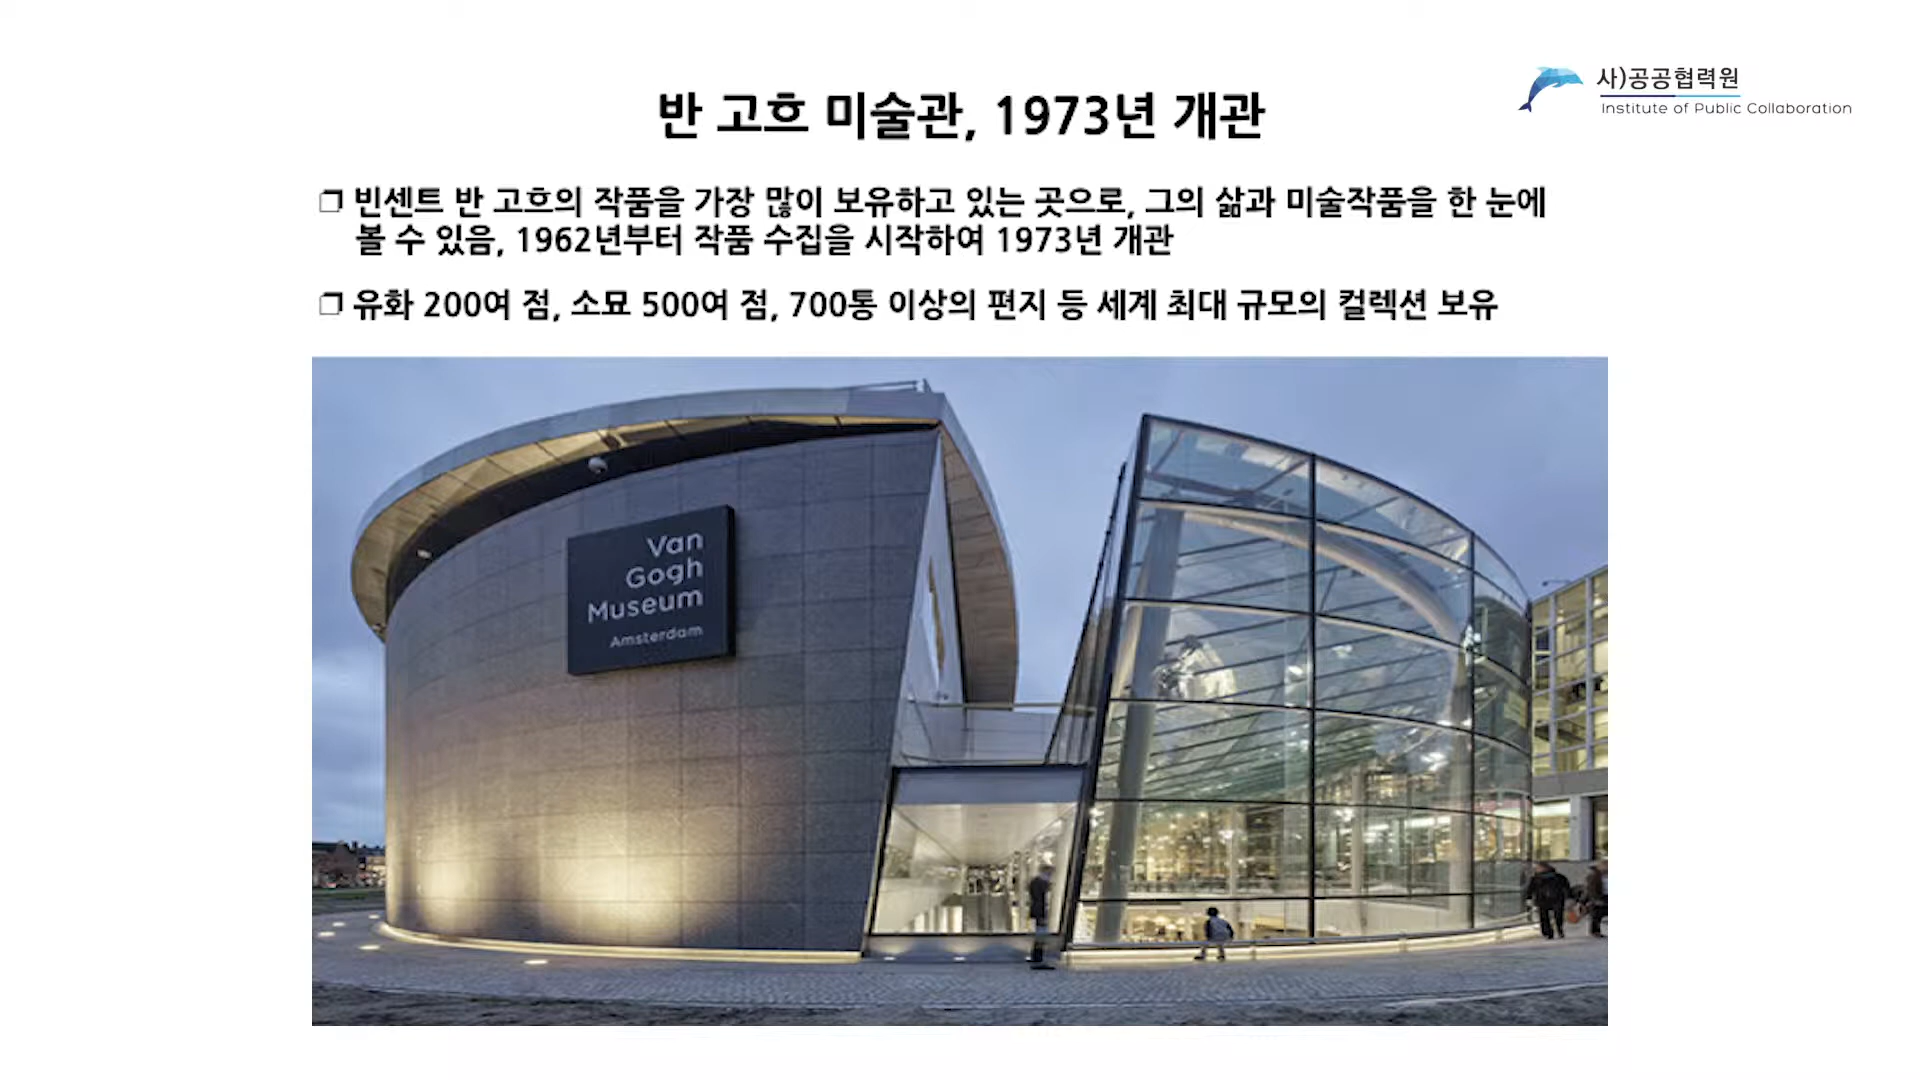 사)공공협력원
Institute of Public Collaboration
반 고흐 미술관, 1973년 개관
❐ 빈센트 반 고흐의 작품을 가장 많이 보유하고 있는 곳으로, 그의 삶과 미술작품을 한 눈에
볼 수 있음, 1962년부터 작품 수집을 시작하여 1973년 개관
❐ 유화 200여 점, 소묘 500여 점, 700통 이상의 편지 등 세계 최대 규모의 컬렉션 보유
Van
Gogh
Museum
Amsterdam